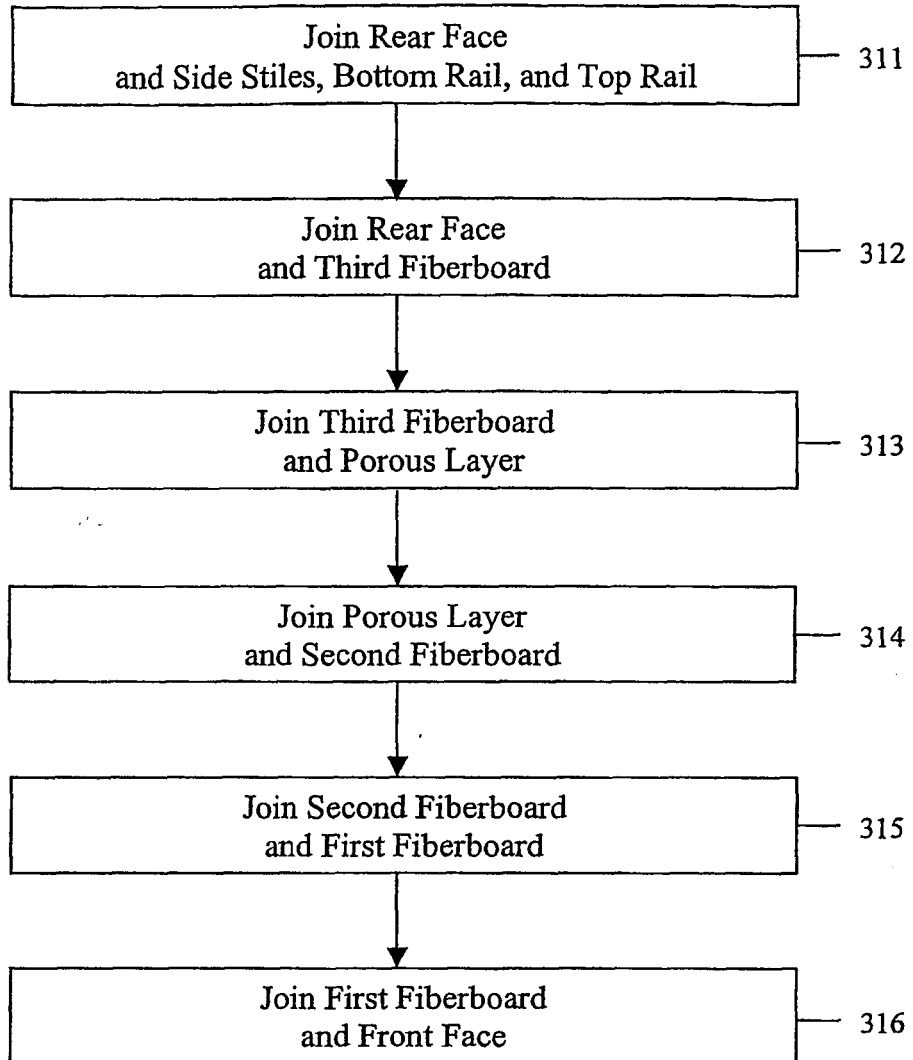 Join Rear Face
and Side Stiles, Bottom Rail, and Top Rail
311
Join Rear Face
and Third Fiberboard
312
Join Third Fiberboard
and Porous Layer
313
Join Porous Layer
and Second Fiberboard
314
Join Second Fiberboard
and First Fiberboard
315
Join First Fiberboard
and Front Face
316